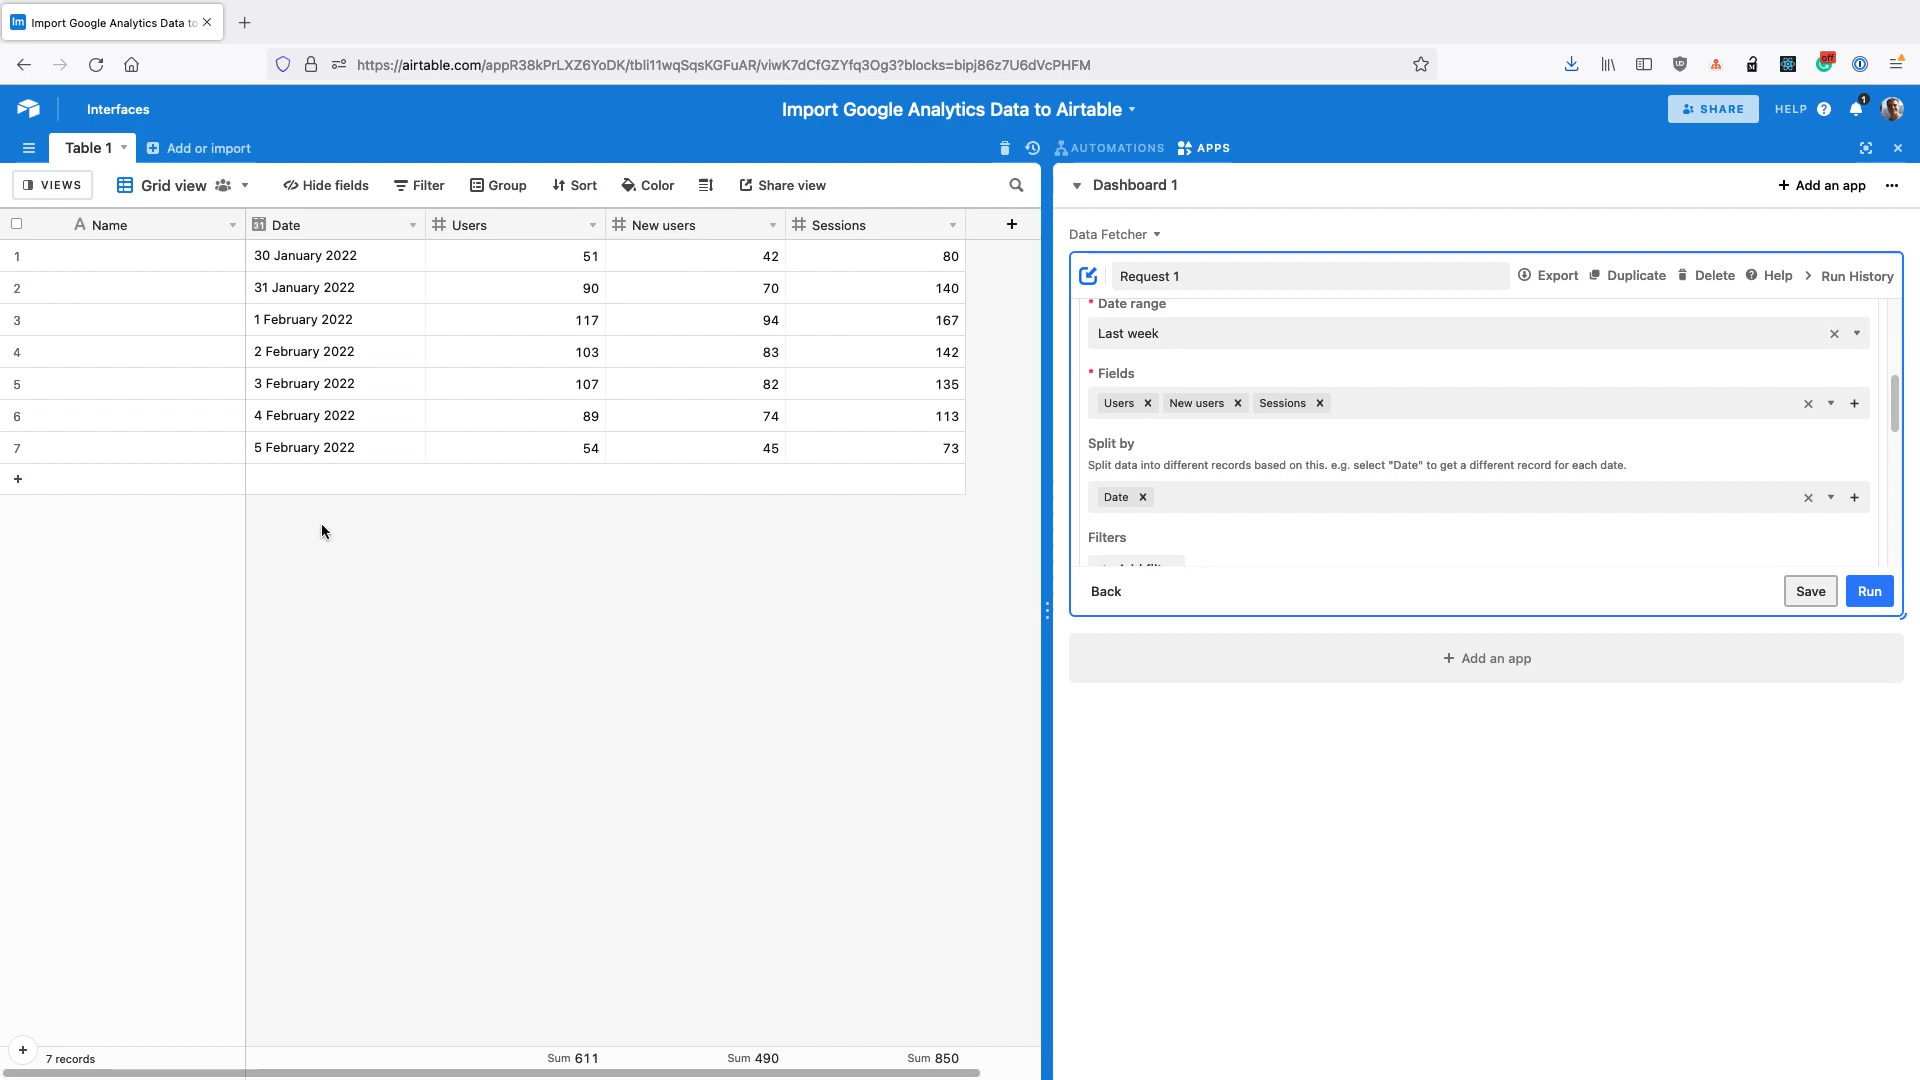 Im Import Google Analytics Data to
https://airtable.com/appR38kPrLXZ6YoDK/tbli11wqSqsKGFuAR/viwK7dCfGZYfq3Og3?blocks=bipj86z7U6dVcPHFM
off
Interfaces
Import Google Analytics Data to Airtable
SHARE
HELP
1
Table 1
Add or import
AUTOMATIONS
APPS
VIEWS
Grid view
Hide fields
Filter
Group
Sort
Color
Share view
Dashboard 1
Add an app
Name Date Users New users Sessions
1 30 January 2022 51 42 80
2 31 January 2022 90 70 140
3 1 February 2022 117 94 167
4 2 February 2022 103 83 142
5 3 February 2022 107 82 135
6 4 February 2022 89 74 113
7 5 February 2022 54 45 73
7 records Sum 611 Sum 490 Sum 850
Data Fetcher
Request 1
Export
Duplicate
Delete
Help
Run History
* Date range
Last week
* Fields
Users New users Sessions
Split by
Split data into different records based on this. e.g. select "Date" to get a different record for each date.
Date
Filters
Back
Save
Run
Add an app